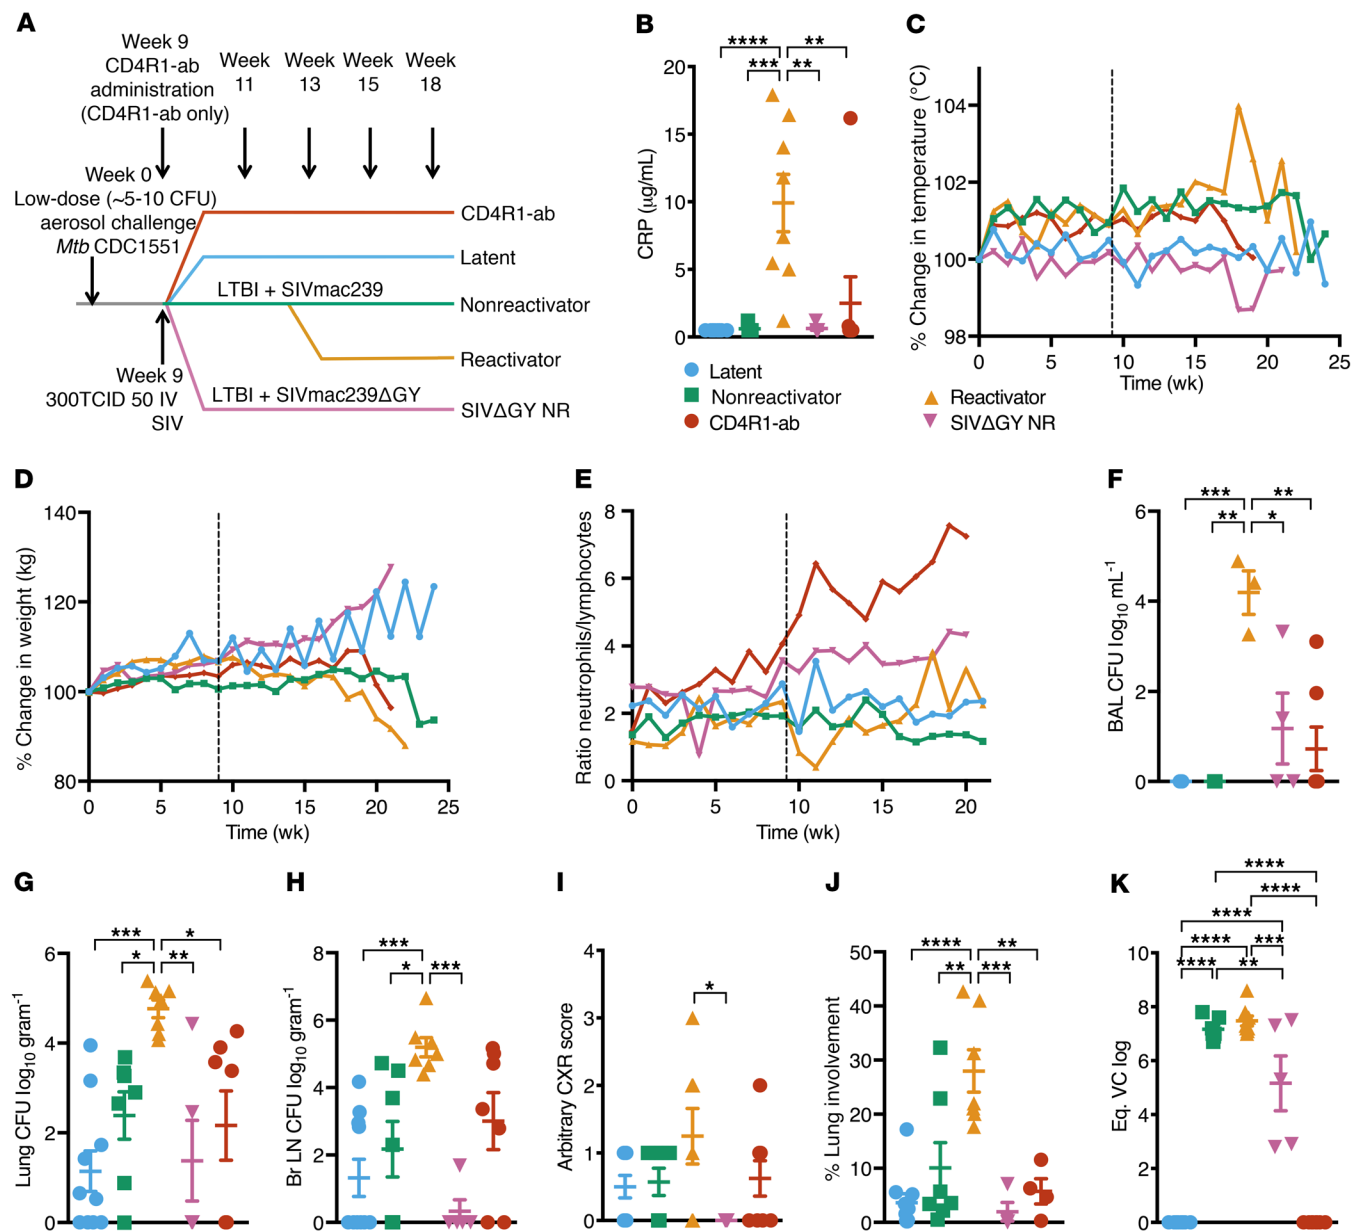 A
Week 9
CD4R1-ab
administration
(CD4R1-ab only)
Week
11
Week
13
Week
15
Week
18
Week 0
Low-dose (~5-10 CFU)
aerosol challenge
Mtb CDC1551
CD4R1-ab
Latent
LTBI + SIVmac239
Nonreactivator
Reactivator
Week 9
300TCID 50 IV
SIV
LTBI + SIVmac239ΔGY
SIVΔGY NR
B
**** **
*** **
CRP (µg/mL)
20
15
10
5
0
C
% Change in temperature (°C)
104
102
100
98
0 5 10 15 20 25
Time (wk)
Latent
Nonreactivator
CD4R1-ab
Reactivator
SIVΔGY NR
D
% Change in weight (kg)
140
120
100
80
0 5 10 15 20 25
Time (wk)
E
Ratio neutrophils/lymphocytes
8
6
4
2
0
0 5 10 15 20
Time (wk)
F
*** **
** *
BAL CFU log10 mL-1
6
4
2
0
G
*** *
* **
Lung CFU log10 gram-1
6
4
2
0
H
***
* ***
Br LN CFU log10 gram-1
8
6
4
2
0
I
*
Arbitrary CXR score
4
3
2
1
0
J
**** **
** ***
% Lung involvement
50
40
30
20
10
0
K
****
****
****
**** ***
**** **
Eq. VC log
10
8
6
4
2
0